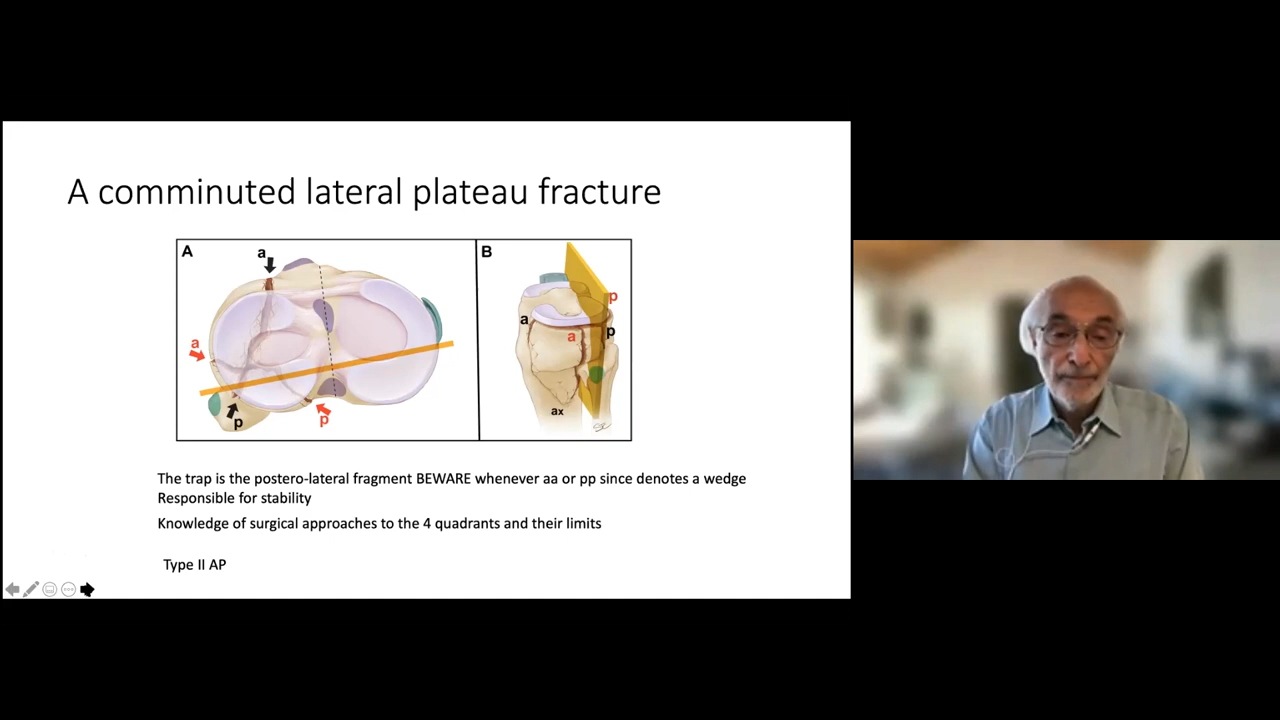 A comminuted lateral plateau fracture
A
a
a
p
p
B
p
a
p
a
ax
The trap is the postero-lateral fragment BEWARE whenever aa or pp since denotes a wedge
Responsible for stability
Knowledge of surgical approaches to the 4 quadrants and their limits
Type II AP